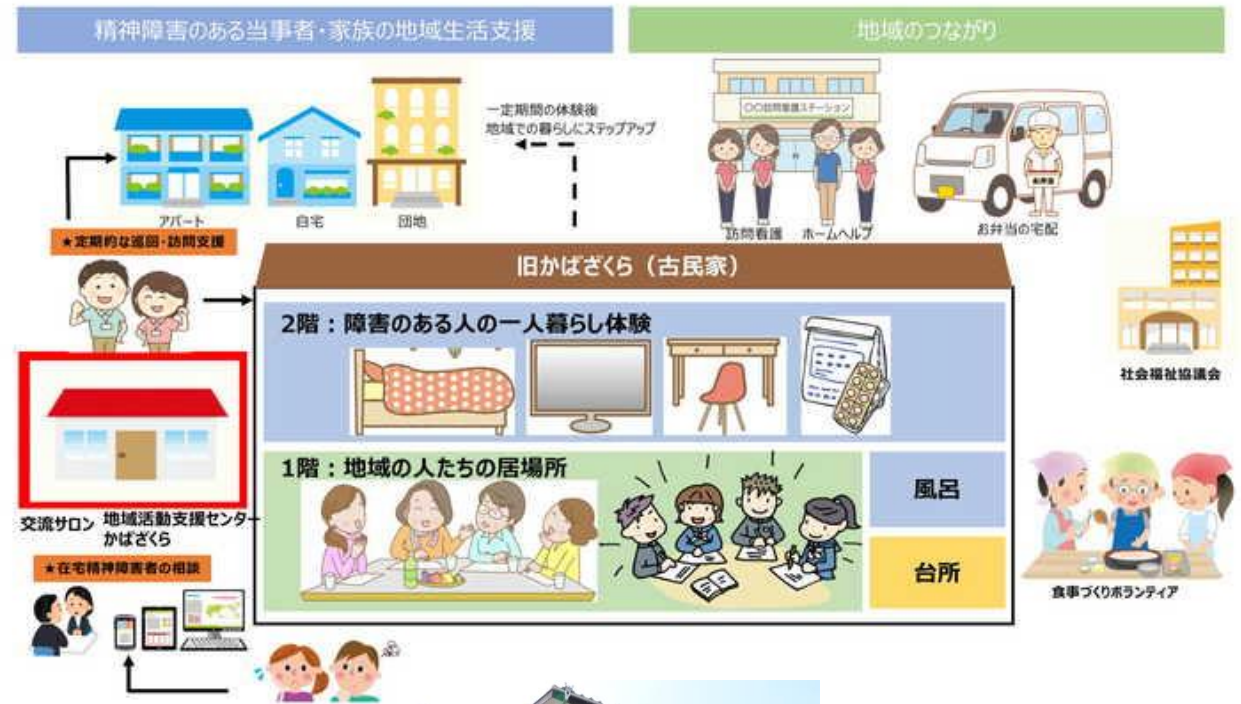 精神障害のある当事者・家族の地域生活支援
地域のつながり
一定期間の体験後
地域での暮らしにステップアップ
〇〇訪問看護ステーション
アパート
自宅
団地
訪問看護
ホームヘルプ
お弁当
お弁当の宅配
★定期的な巡回・訪問支援
旧かばざくら（古民家）
2階：障害のある人の一人暮らし体験
社会福祉協議会
1階：地域の人たちの居場所
風呂
台所
交流サロン 地域活動支援センター
かばざくら
★在宅精神障害者の相談
食事づくりボランティア